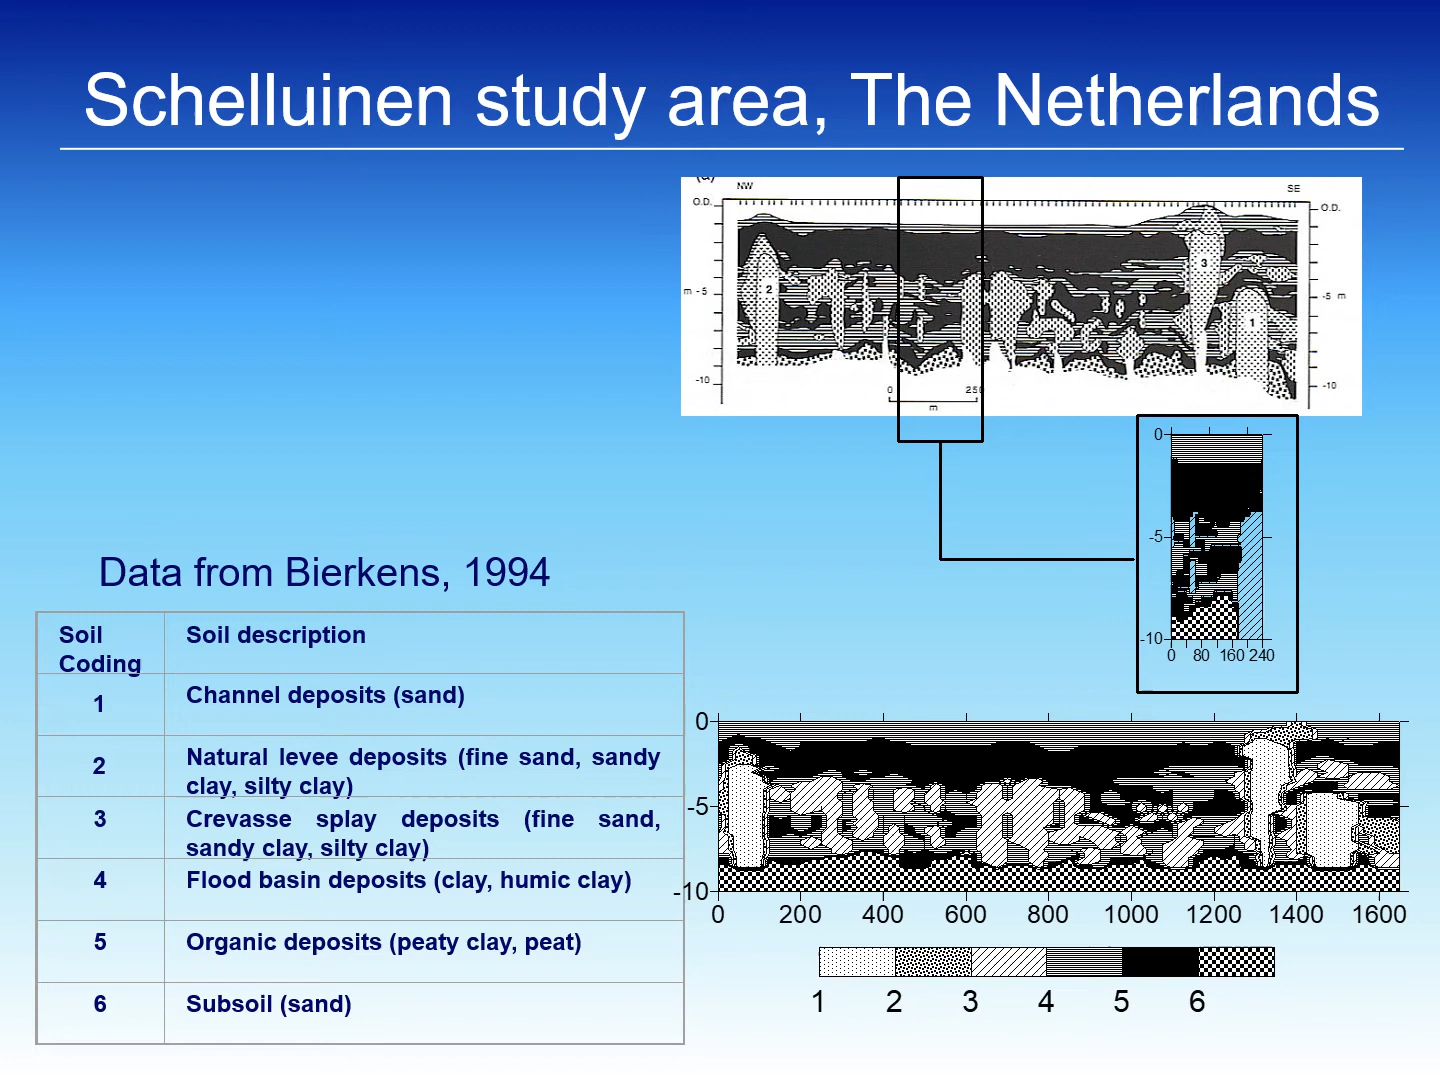 Schelluinen study area, The Netherlands
(a)
NW
SE
O.D.
O.D.
2
3
1
m -5
-5 m
-10
-10
0
250
m
0
-5
-10
0
80
160
240
Data from Bierkens, 1994
Soil Coding
Soil description
1
Channel deposits (sand)
2
Natural levee deposits (fine sand, sandy
clay, silty clay)
3
Crevasse splay deposits (fine sand,
sandy clay, silty clay)
4
Flood basin deposits (clay, humic clay)
5
Organic deposits (peaty clay, peat)
6
Subsoil (sand)
0
-5
-10
0 200 400 600 800 1000 1200 1400 1600
1 2 3 4 5 6